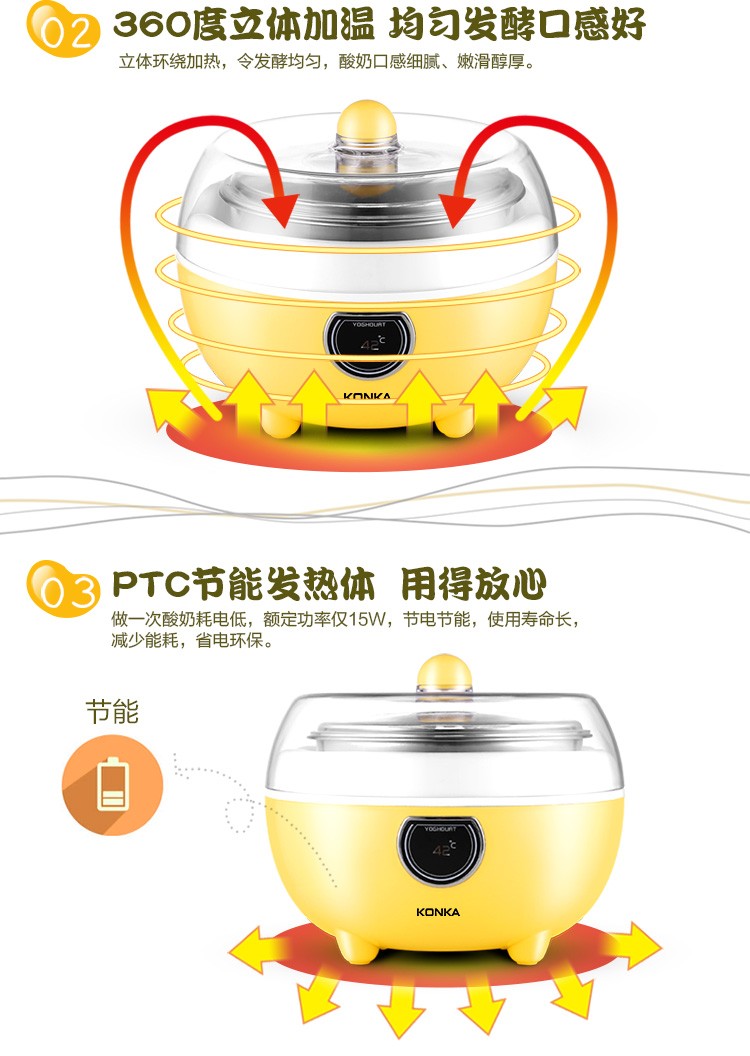 02
360度立体加温 均匀发酵口感好
立体环绕加热，令发酵均匀，酸奶口感细腻、嫩滑醇厚。
YOGHOURT
42℃
KONKA
03
PTC节能发热体 用得放心
做一次酸奶耗电低，额定功率仅15W，节电节能，使用寿命长，
减少能耗，省电环保。
节能
YOGHOURT
42℃
KONKA